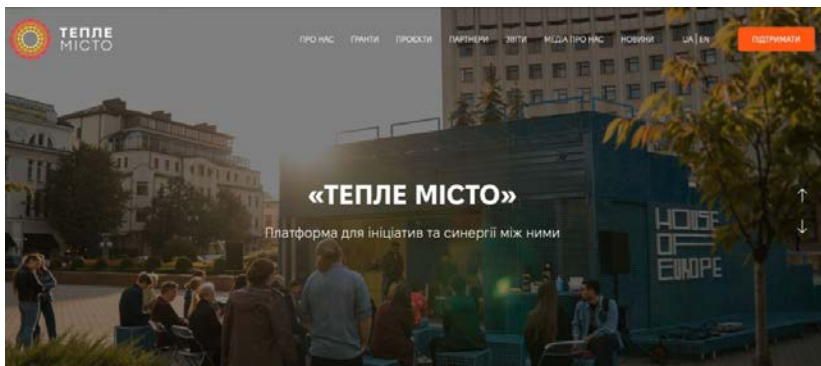 ТЕПЛЕ
МІСТО
ПРО НАС ГРАНТИ ПРОЄКТИ ПАРТНЕРИ ЗВІТИ МЕДІА ПРО НАС НОВИНИ UA | EN ПІДТРИМАТИ
«ТЕПЛЕ МІСТО»
Платформа для ініціатив та синергії між ними
HOUSE
OF
EUROPE